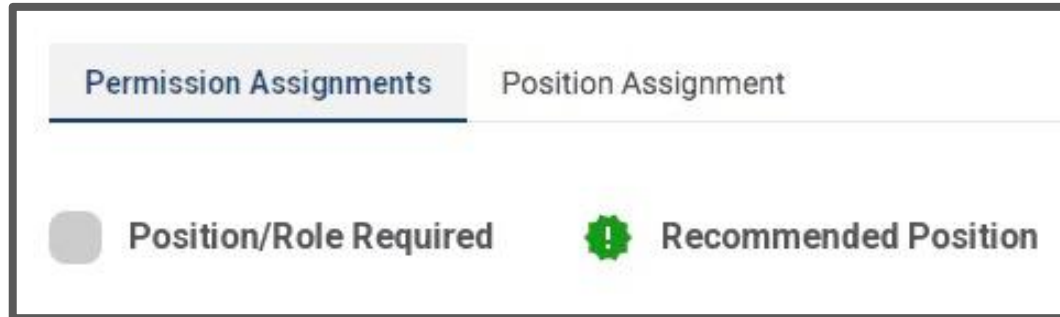 Permission Assignments Position Assignment
Position/Role Required Recommended Position